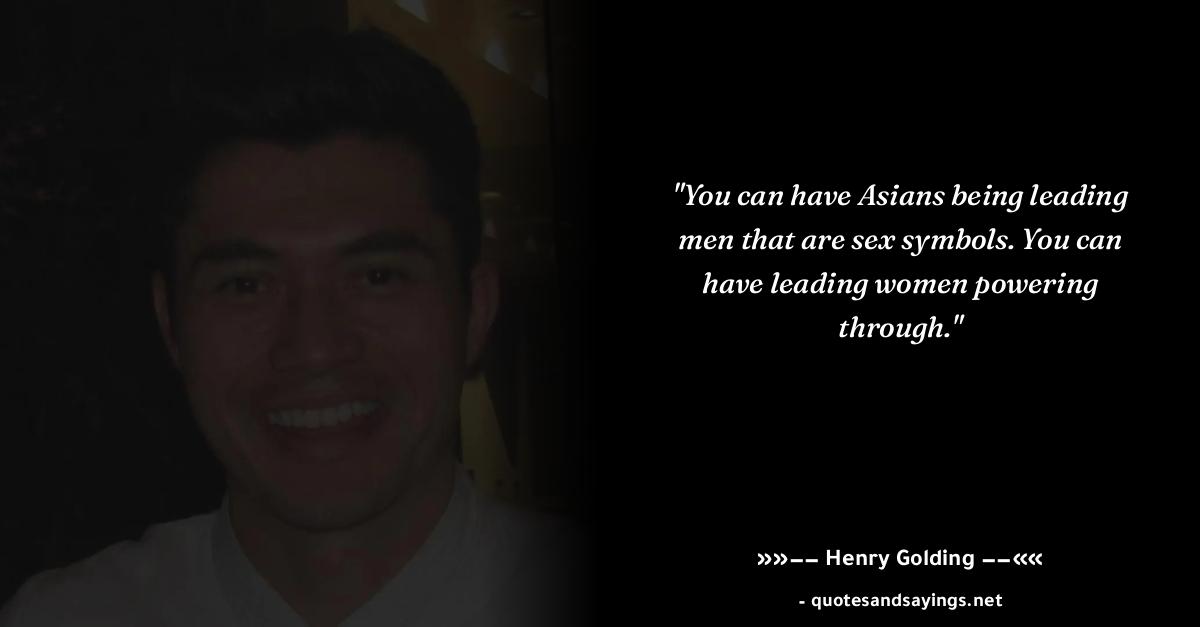 "You can have Asians being leading
men that are sex symbols. You can
have leading women powering
through."
»»–– Henry Golding ––««
- quotesandsayings.net